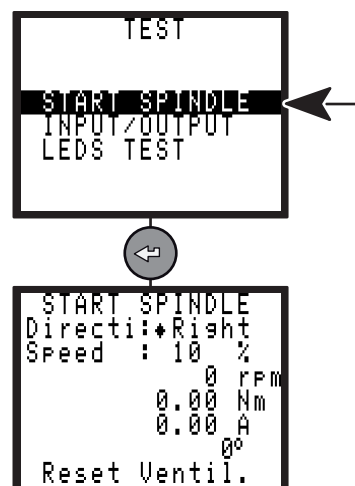 TEST
START SPINDLE
INPUT/OUTPUT
LEDS TEST
START SPINDLE
Directi:♦Right
Speed : 10 %
0 rpm
0.00 Nm
0.00 A
0º
Reset Ventil.